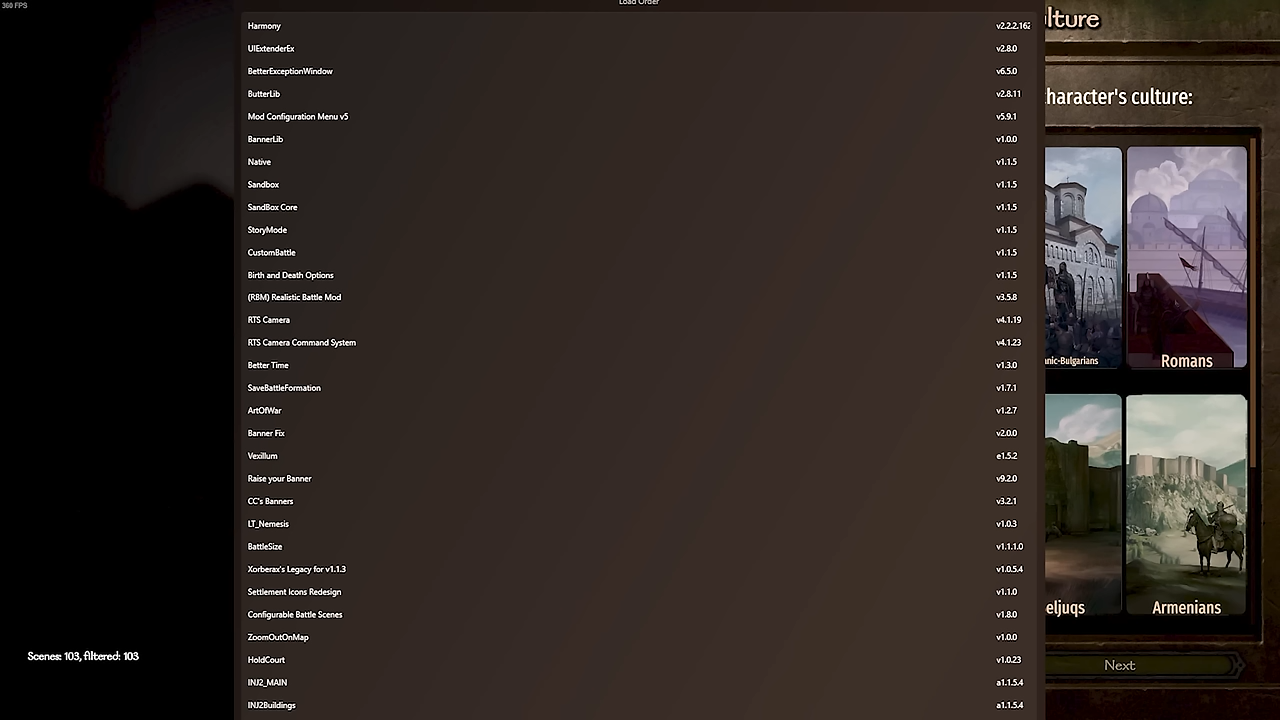 360 FPS
Load Order
Harmony v2.2.2.162
UIExtenderEx v2.8.0
BetterExceptionWindow v6.5.0
ButterLib v2.8.11
Mod Configuration Menu v5 v5.9.1
BannerLib v1.0.0
Native v1.1.5
Sandbox v1.1.5
SandBox Core v1.1.5
StoryMode v1.1.5
CustomBattle v1.1.5
Birth and Death Options v1.1.5
(RBM) Realistic Battle Mod v3.5.8
RTS Camera v4.1.19
RTS Camera Command System v4.1.23
Better Time v1.3.0
SaveBattleFormation v1.7.1
ArtOfWar v1.2.7
Banner Fix v2.0.0
Vexillum e1.5.2
Raise your Banner v9.2.0
CC's Banners v3.2.1
LT_Nemesis v1.0.3
BattleSize v1.1.1.0
Xorberax's Legacy for v1.1.3 v1.0.5.4
Settlement Icons Redesign v1.1.0
Configurable Battle Scenes v1.8.0
ZoomOutOnMap v1.0.0
HoldCourt v1.0.23
INJ2_MAIN a1.1.5.4
INJ2Buildings a1.1.5.4
lture
haracter's culture:
anic-Bulgarians
Romans
eljuqs
Armenians
Next
Scenes: 103, filtered: 103